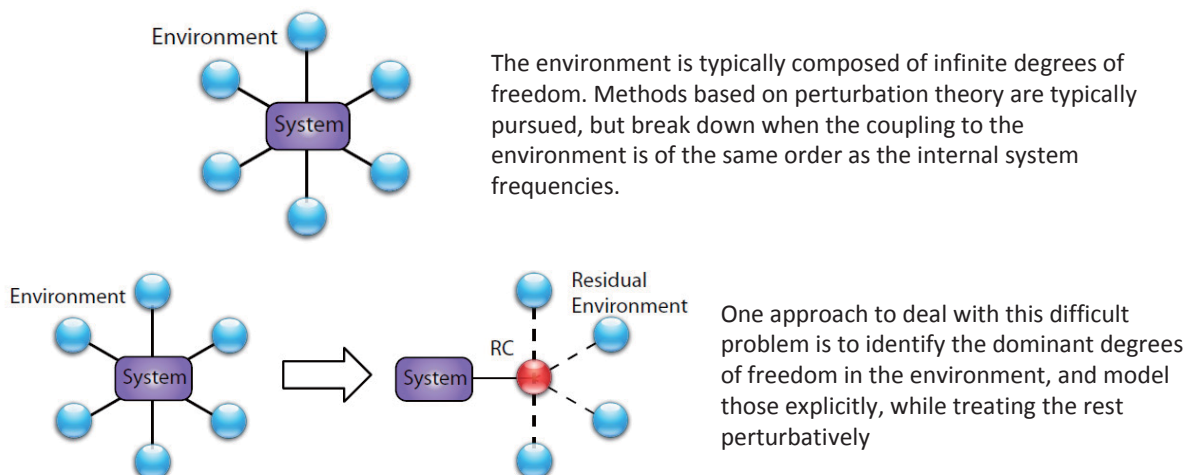 Environment
System
The environment is typically composed of infinite degrees of
freedom. Methods based on perturbation theory are typically
pursued, but break down when the coupling to the
environment is of the same order as the internal system
frequencies.
Environment
System
RC
System
Residual
Environment
One approach to deal with this difficult
problem is to identify the dominant degrees
of freedom in the environment, and model
those explicitly, while treating the rest
perturbatively